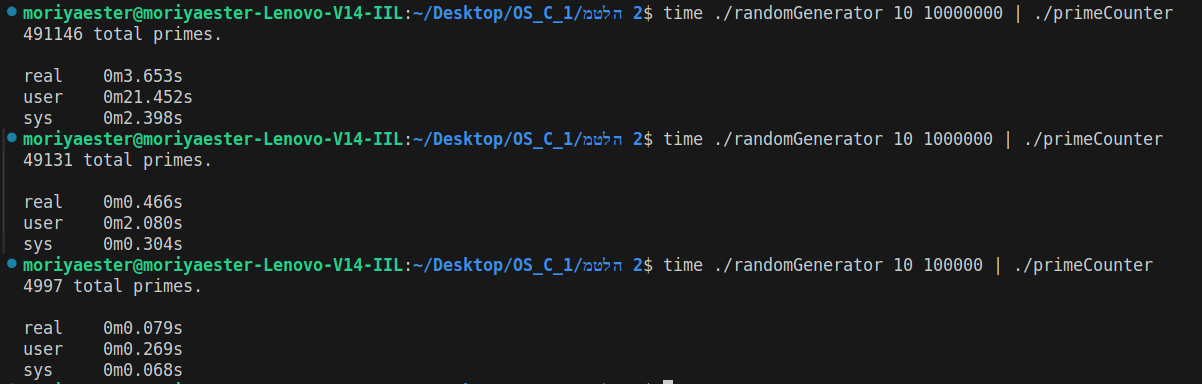 moriyaester@moriyaester-Lenovo-V14-IIL:~/Desktop/OS_C_1/מטלה 2$ time ./randomGenerator 10 10000000 | ./primeCounter
491146 total primes.
real 0m3.653s
user 0m21.452s
sys 0m2.398s
moriyaester@moriyaester-Lenovo-V14-IIL:~/Desktop/OS_C_1/מטלה 2$ time ./randomGenerator 10 1000000 | ./primeCounter
49131 total primes.
real 0m0.466s
user 0m2.080s
sys 0m0.304s
moriyaester@moriyaester-Lenovo-V14-IIL:~/Desktop/OS_C_1/מטלה 2$ time ./randomGenerator 10 100000 | ./primeCounter
4997 total primes.
real 0m0.079s
user 0m0.269s
sys 0m0.068s